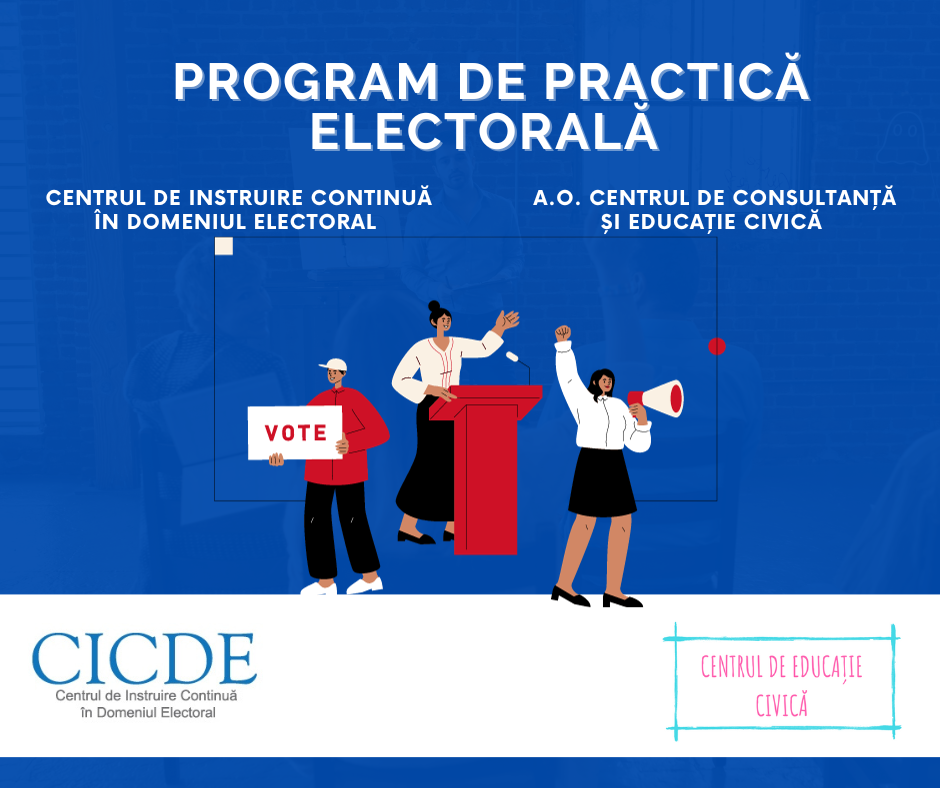 PROGRAM DE PRACTICĂ
ELECTORALĂ
CENTRUL DE INSTRUIRE CONTINUĂ
ÎN DOMENIUL ELECTORAL
A.O. CENTRUL DE CONSULTANȚĂ
ȘI EDUCAȚIE CIVICĂ
VOTE
CICDE
Centrul de Instruire Continuă
în Domeniul Electoral
CENTRUL DE EDUCAȚIE
CIVICĂ